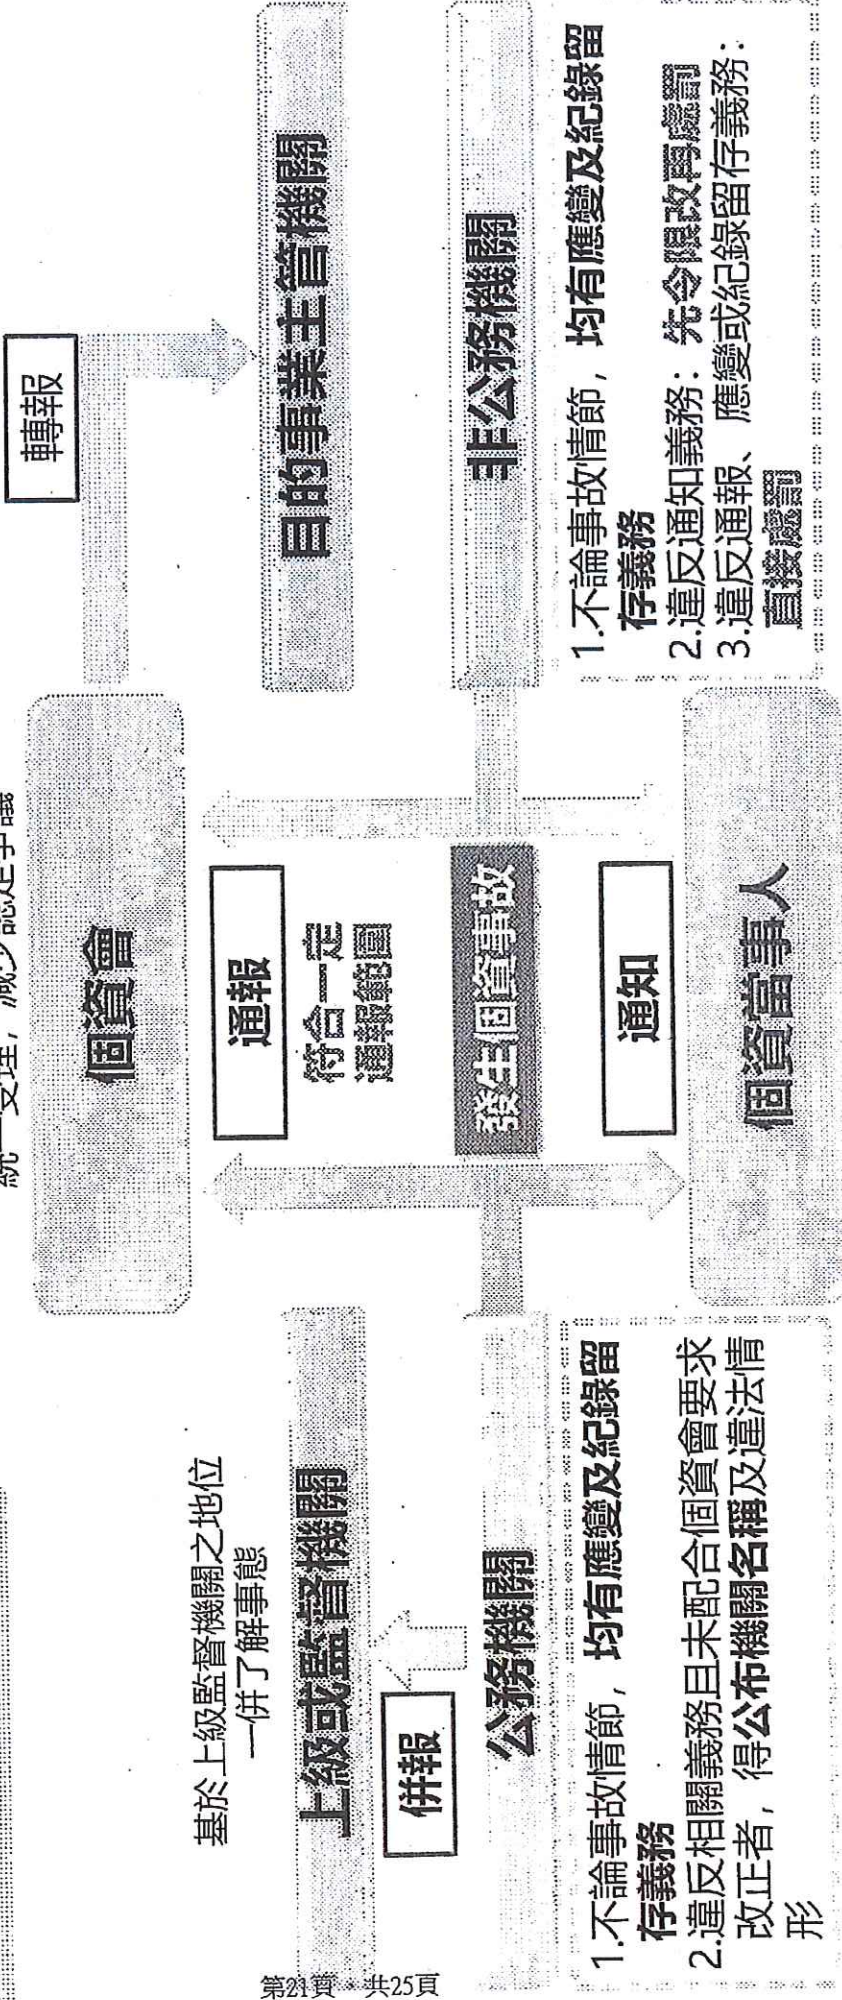 統一受理，減少認定爭議
個資會
轉報
基於上級監督機關之地位
一併了解事態
上級或監督機關
通報
符合一定
通報範圍
目的事業主管機關
併報
公務機關
發生個資事故
非公務機關
通知
個資當事人
1.不論事故情節，均有應變及紀錄留
存義務
2.違反相關義務且未配合個資會要求
改正者，得公布機關名稱及違法情
形
1.不論事故情節，均有應變及紀錄留
存義務
2.違反通知義務：先令限改再處罰
3.違反通報、應變或紀錄留存義務：
直接處罰
第21頁，共25頁